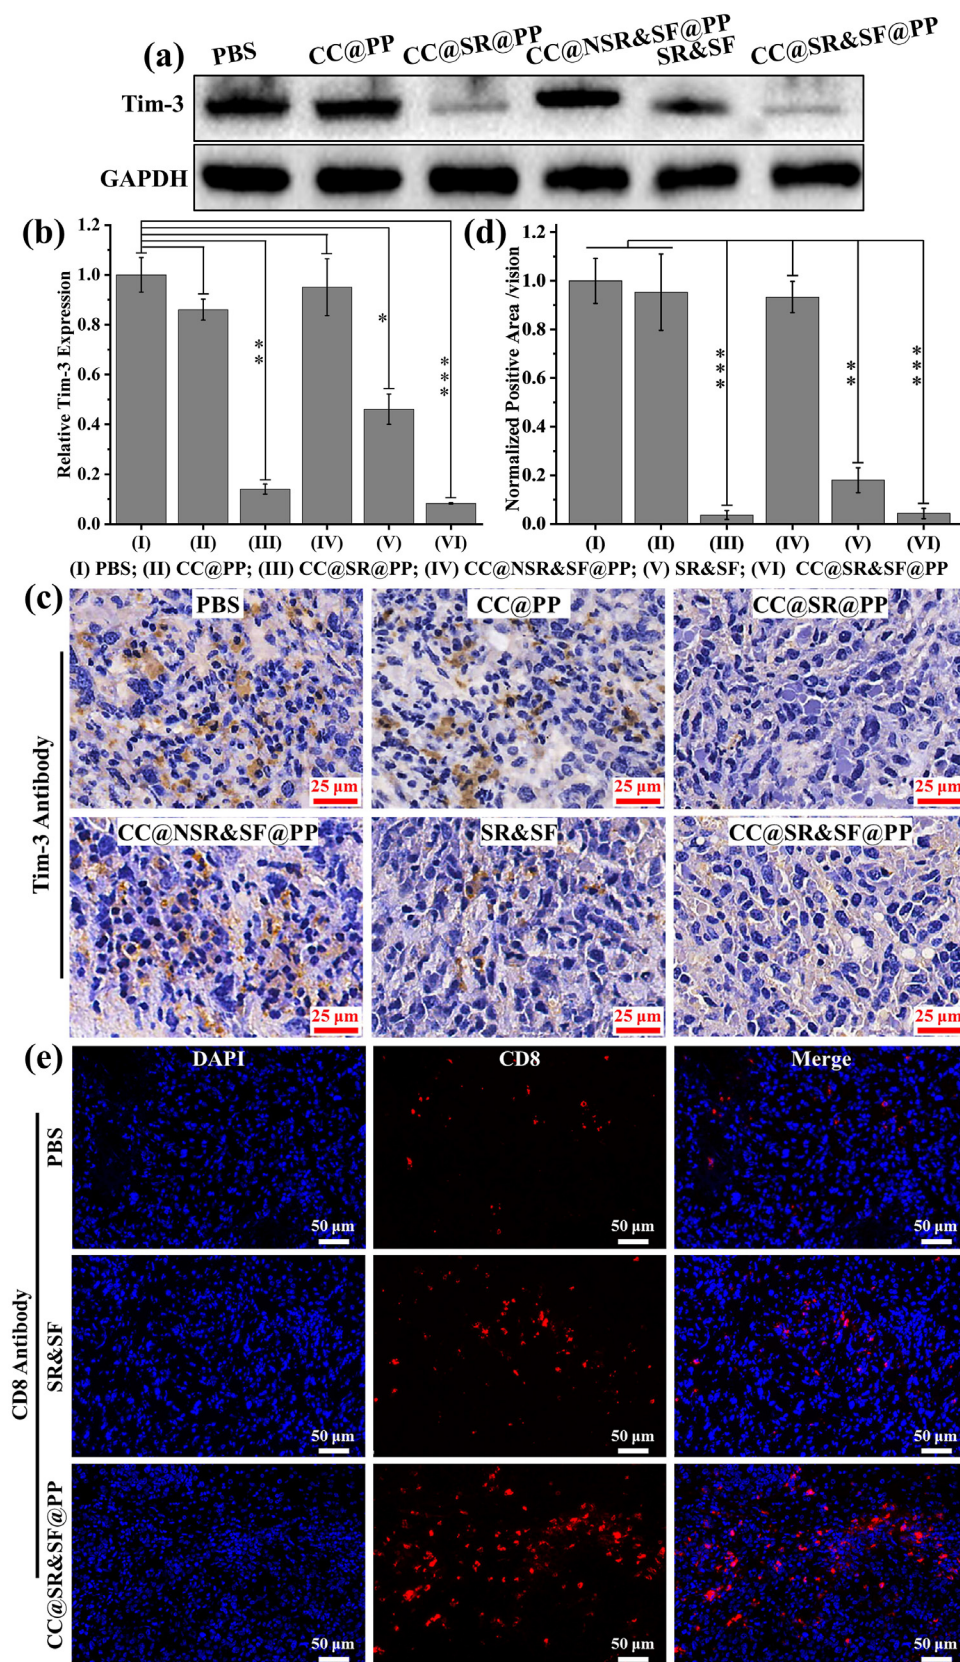 (a) PBS CC@PP CC@SR@PP CC@NSR&SF@PP SR&SF CC@SR&SF@PP
Tim-3
GAPDH
(b)
Relative Tim-3 Expression
1.2
1.0
0.8
0.6
0.4
0.2
0.0
**
*
***
(I) (II) (III) (IV) (V) (VI)
(d)
Normalized Positive Area /vision
1.2
1.0
0.8
0.6
0.4
0.2
0.0
***
**
***
(I) (II) (III) (IV) (V) (VI)
(I) PBS; (II) CC@PP; (III) CC@SR@PP; (IV) CC@NSR&SF@PP; (V) SR&SF; (VI) CC@SR&SF@PP
(c)
Tim-3 Antibody
PBS CC@PP CC@SR@PP
25 μm 25 μm 25 μm
CC@NSR&SF@PP SR&SF CC@SR&SF@PP
25 μm 25 μm 25 μm
(e)
DAPI CD8 Merge
CD8 Antibody
PBS
50 μm 50 μm 50 μm
SR&SF
50 μm 50 μm 50 μm
CC@SR&SF@PP
50 μm 50 μm 50 μm